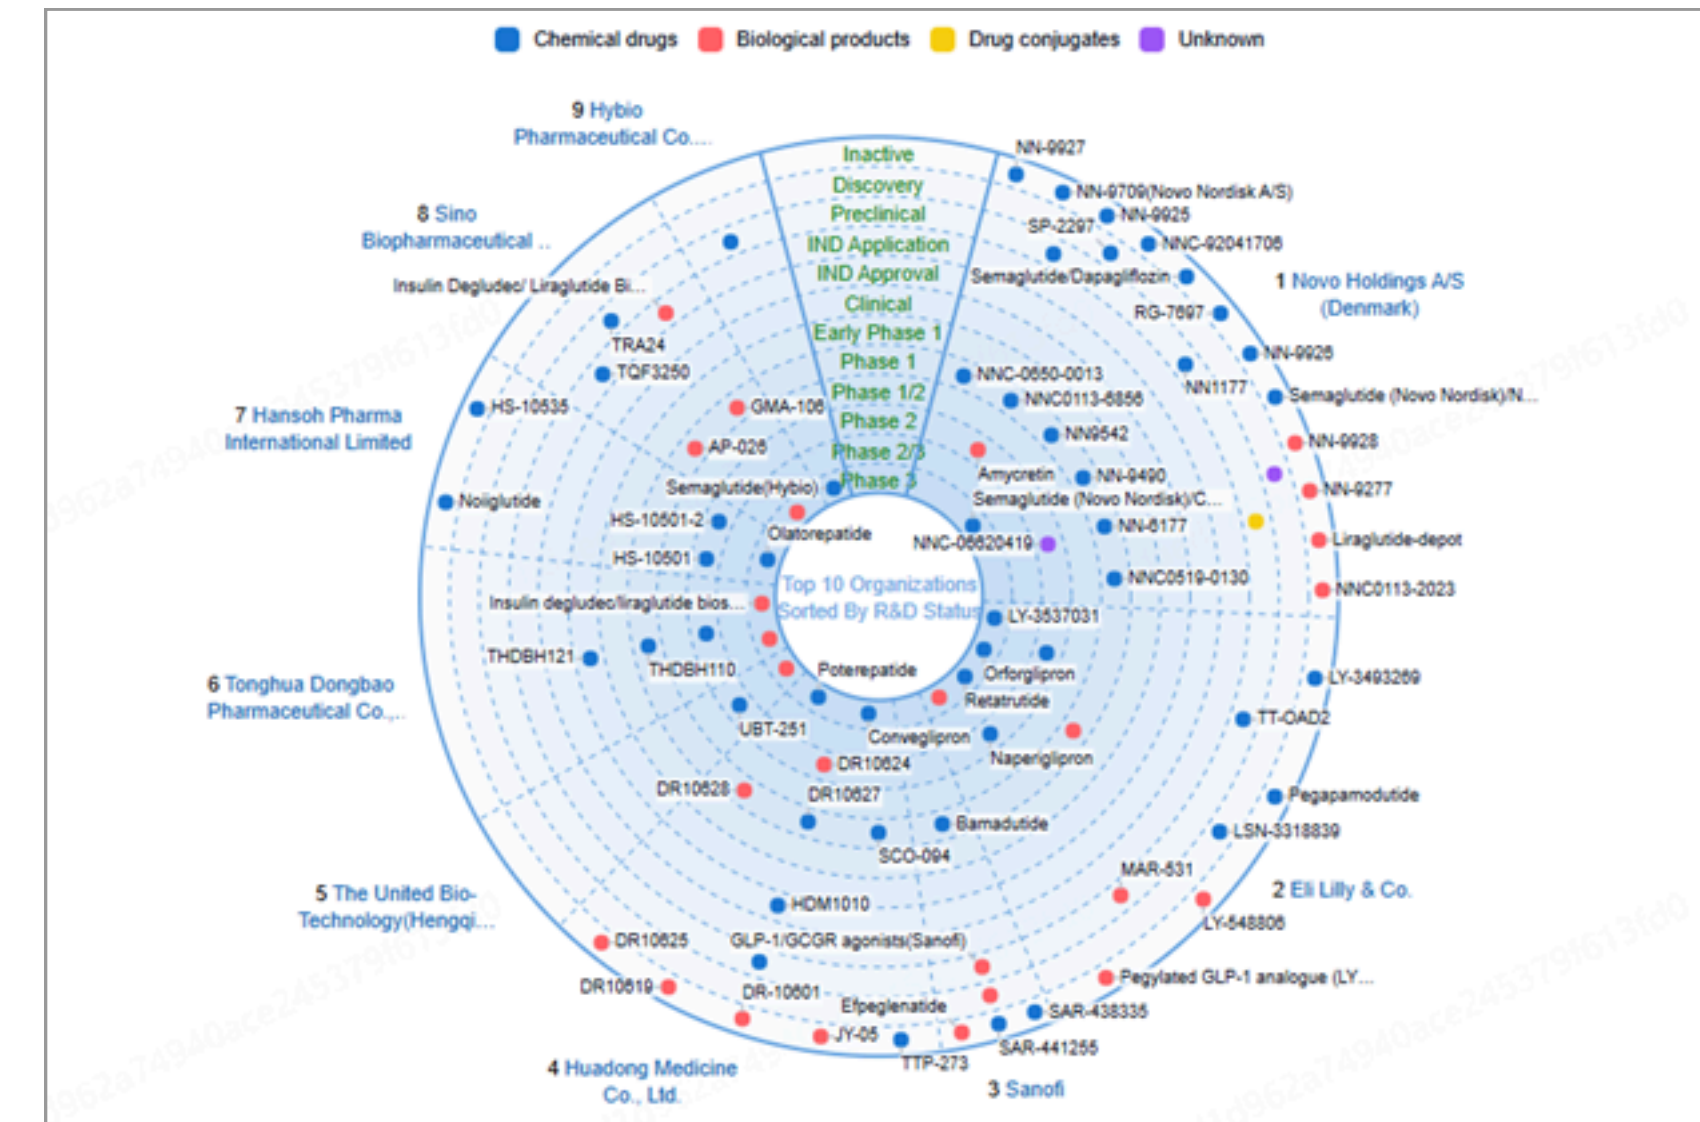 Chemical drugs
Biological products
Drug conjugates
Unknown
9 Hybio
Pharmaceutical Co....
8 Sino
Biopharmaceutical ..
7 Hansoh Pharma
International Limited
6 Tonghua Dongbao
Pharmaceutical Co.,..
5 The United Bio-
Technology(Hengqi...
4 Huadong Medicine
Co., Ltd.
3 Sanofi
2 Eli Lilly & Co.
1 Novo Holdings A/S
(Denmark)
Inactive
Discovery
Preclinical
IND Application
IND Approval
Clinical
Early Phase 1
Phase 1
Phase 1/2
Phase 2
Phase 2/3
Phase 3
Top 10 Organizations
Sorted By R&D Status
NN-9927
NN-9709(Novo Nordisk A/S)
NN-9925
SP-2297
NNC-92041706
Semaglutide/Dapagliflozin
RG-7697
NN-9926
NN1177
Semaglutide (Novo Nordisk)/N...
NNC-0650-0013
NNC0113-6856
NN9542
NN-9928
Amycretin
NN-9490
NN-9277
Semaglutide (Novo Nordisk)/C...
NN-6177
NNC-06620419
Liraglutide-depot
NNC0519-0130
NNC0113-2023
LY-3537031
Orforglipron
LY-3493269
Retatrutide
TT-OAD2
Naperiglipron
Pegapamodutide
LSN-3318839
MAR-531
LY-548806
Pegylated GLP-1 analogue (LY...
Bamadutide
SAR-438335
SAR-441255
GLP-1/GCGR agonists(Sanofi)
Efpeglenatide
TTP-273
Conveglipron
DR10624
DR10627
DR10628
SCO-094
HDM1010
DR-10601
JY-05
DR10625
DR10619
Poterepatide
UBT-251
THDBH110
THDBH121
Insulin degludec/liraglutide bios...
HS-10501
HS-10501-2
Noiiglutide
HS-10535
Olatorepatide
Semaglutide(Hybio)
AP-026
GMA-106
TQF3250
TRA24
Insulin Degludec/ Liraglutide Bi...